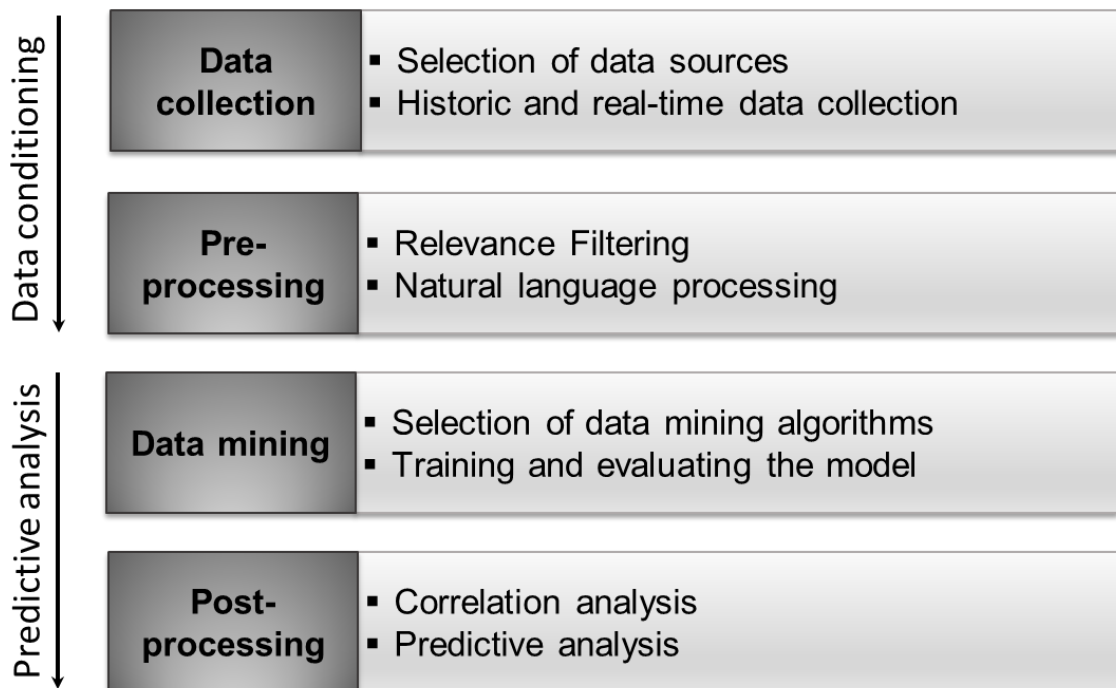 Data conditioning
Data
collection
▪ Selection of data sources
▪ Historic and real-time data collection
Pre-
processing
▪ Relevance Filtering
▪ Natural language processing
Predictive analysis
Data mining
▪ Selection of data mining algorithms
▪ Training and evaluating the model
Post-
processing
▪ Correlation analysis
▪ Predictive analysis